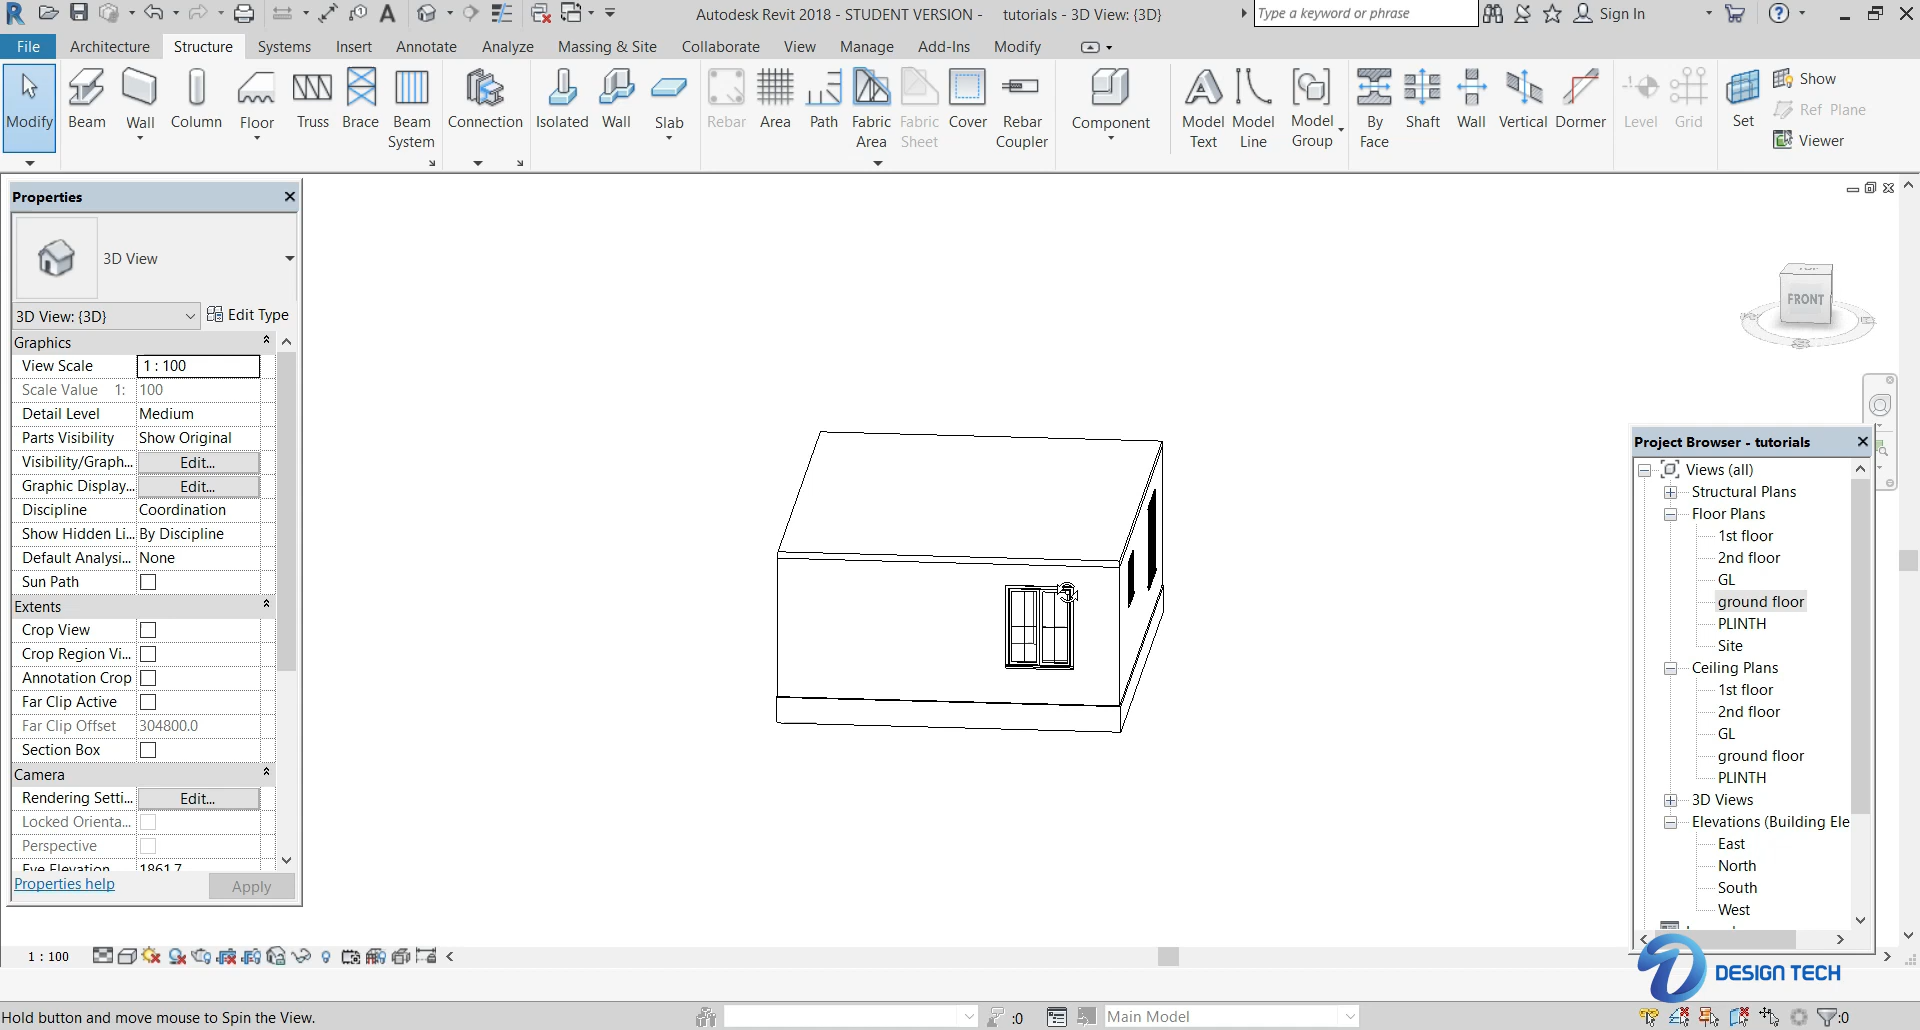 Autodesk Revit 2018 - STUDENT VERSION - tutorials - 3D View: {3D}
Type a keyword or phrase
Sign In
File Architecture Structure Systems Insert Annotate Analyze Massing & Site Collaborate View Manage Add-Ins Modify
Modify
Beam
Wall
Column
Floor
Truss
Brace
Beam System
Connection
Isolated
Wall
Slab
Rebar
Area
Path
Fabric Area
Fabric Sheet
Cover
Rebar Coupler
Component
Model Text
Model Line
Model Group
By Face
Shaft
Wall
Vertical
Dormer
Level
Grid
Set
Show
Ref Plane
Viewer
Properties
3D View
3D View: {3D}
Edit Type
Graphics
View Scale 1 : 100
Scale Value 1: 100
Detail Level Medium
Parts Visibility Show Original
Visibility/Graph... Edit...
Graphic Display... Edit...
Discipline Coordination
Show Hidden Li... By Discipline
Default Analysi... None
Sun Path
Extents
Crop View
Crop Region Vi...
Annotation Crop
Far Clip Active
Far Clip Offset 304800.0
Section Box
Camera
Rendering Setti... Edit...
Locked Orienta...
Perspective
Eye Elevation 1861.7
Properties help
Apply
TOP
FRONT
Project Browser - tutorials
Views (all)
Structural Plans
Floor Plans
1st floor
2nd floor
GL
ground floor
PLINTH
Site
Ceiling Plans
1st floor
2nd floor
GL
ground floor
PLINTH
3D Views
Elevations (Building Ele
East
North
South
West
DESIGN TECH
1 : 100
Hold button and move mouse to Spin the View.
:0
Main Model
:0